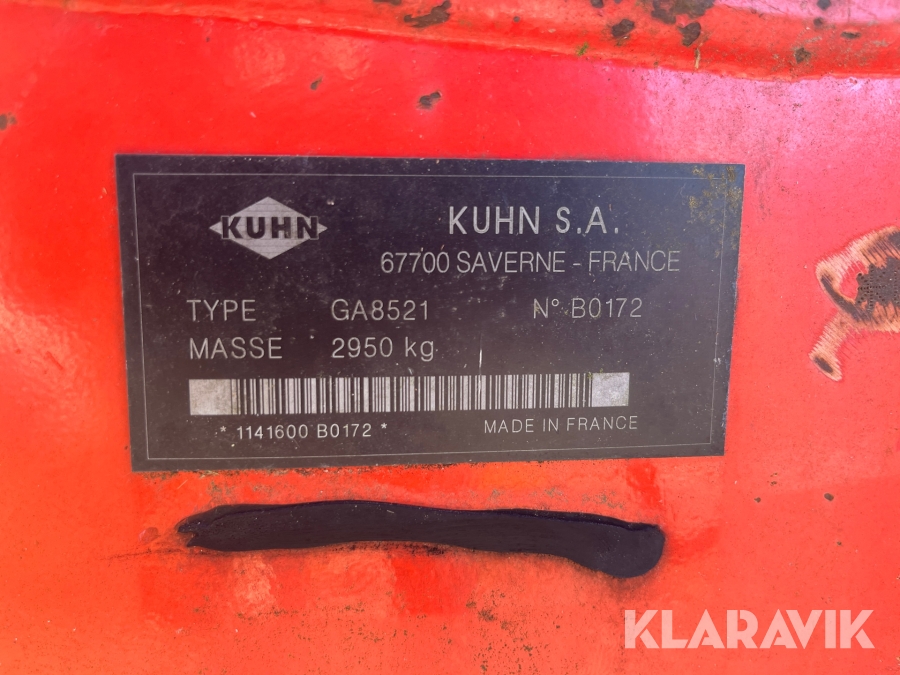 KUHN
KUHN S.A.
67700 SAVERNE - FRANCE
TYPE GA8521 N° B0172
MASSE 2950 kg
* 1141600 B0172 * MADE IN FRANCE
KLARAVIK